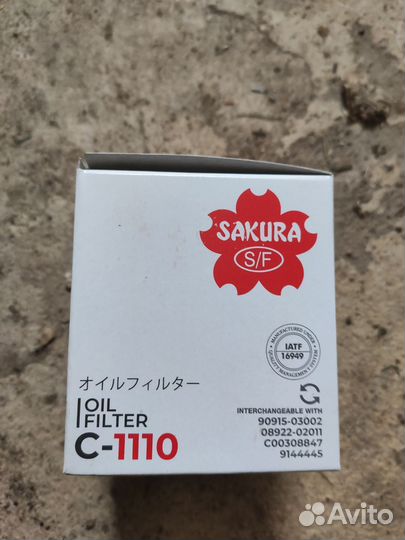 SAKURA
S/F
MANUFACTURED UNDER
IATF
16949
QUALITY MANAGEMENT SYSTEM
オイルフィルター
OIL
FILTER
C-1110
INTERCHANGEABLE WITH
90915-03002
08922-02011
C00308847
9144445
Avito